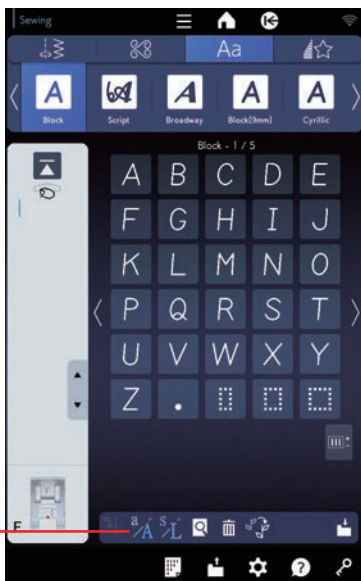 Sewing
Aa
A A A A A
Block Script Broadway Block[9mm] Cyrillic
Block - 1 / 5
A B C D E
F G H I J
K L M N O
P Q R S T
U V W X Y
Z .
F
a/A S/L
?